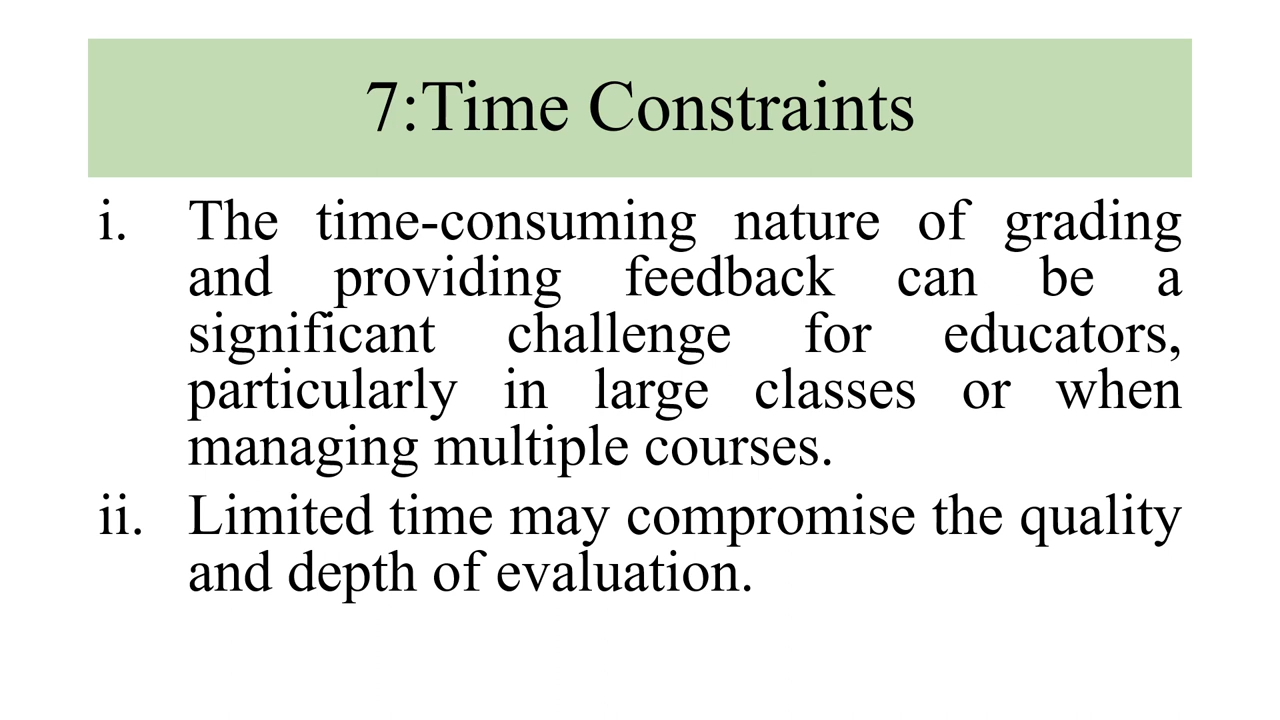 7:Time Constraints
i. The time-consuming nature of grading
and providing feedback can be a
significant challenge for educators,
particularly in large classes or when
managing multiple courses.
ii. Limited time may compromise the quality
and depth of evaluation.